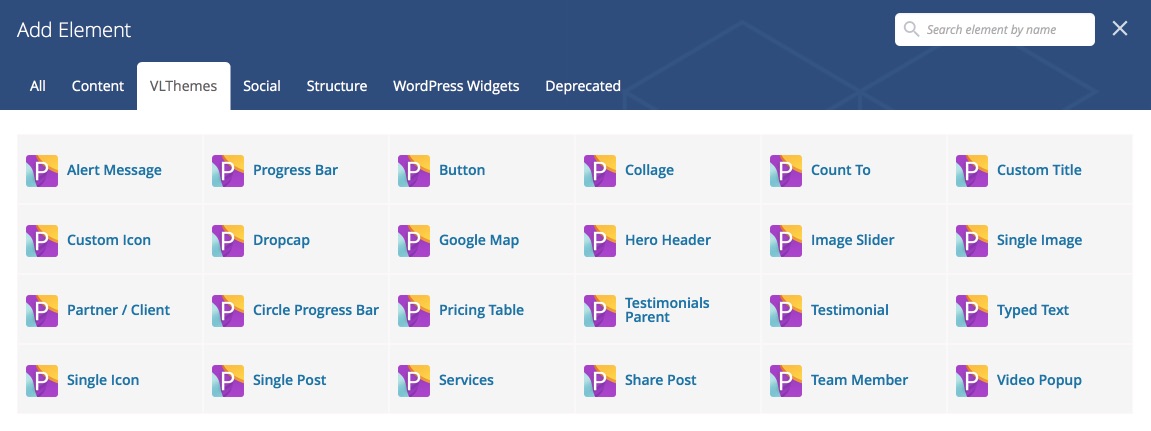 Add Element
Search element by name
All Content VLThemes Social Structure WordPress Widgets Deprecated
P Alert Message P Progress Bar P Button P Collage P Count To P Custom Title
P Custom Icon P Dropcap P Google Map P Hero Header P Image Slider P Single Image
P Partner / Client P Circle Progress Bar P Pricing Table P Testimonials Parent P Testimonial P Typed Text
P Single Icon P Single Post P Services P Share Post P Team Member P Video Popup